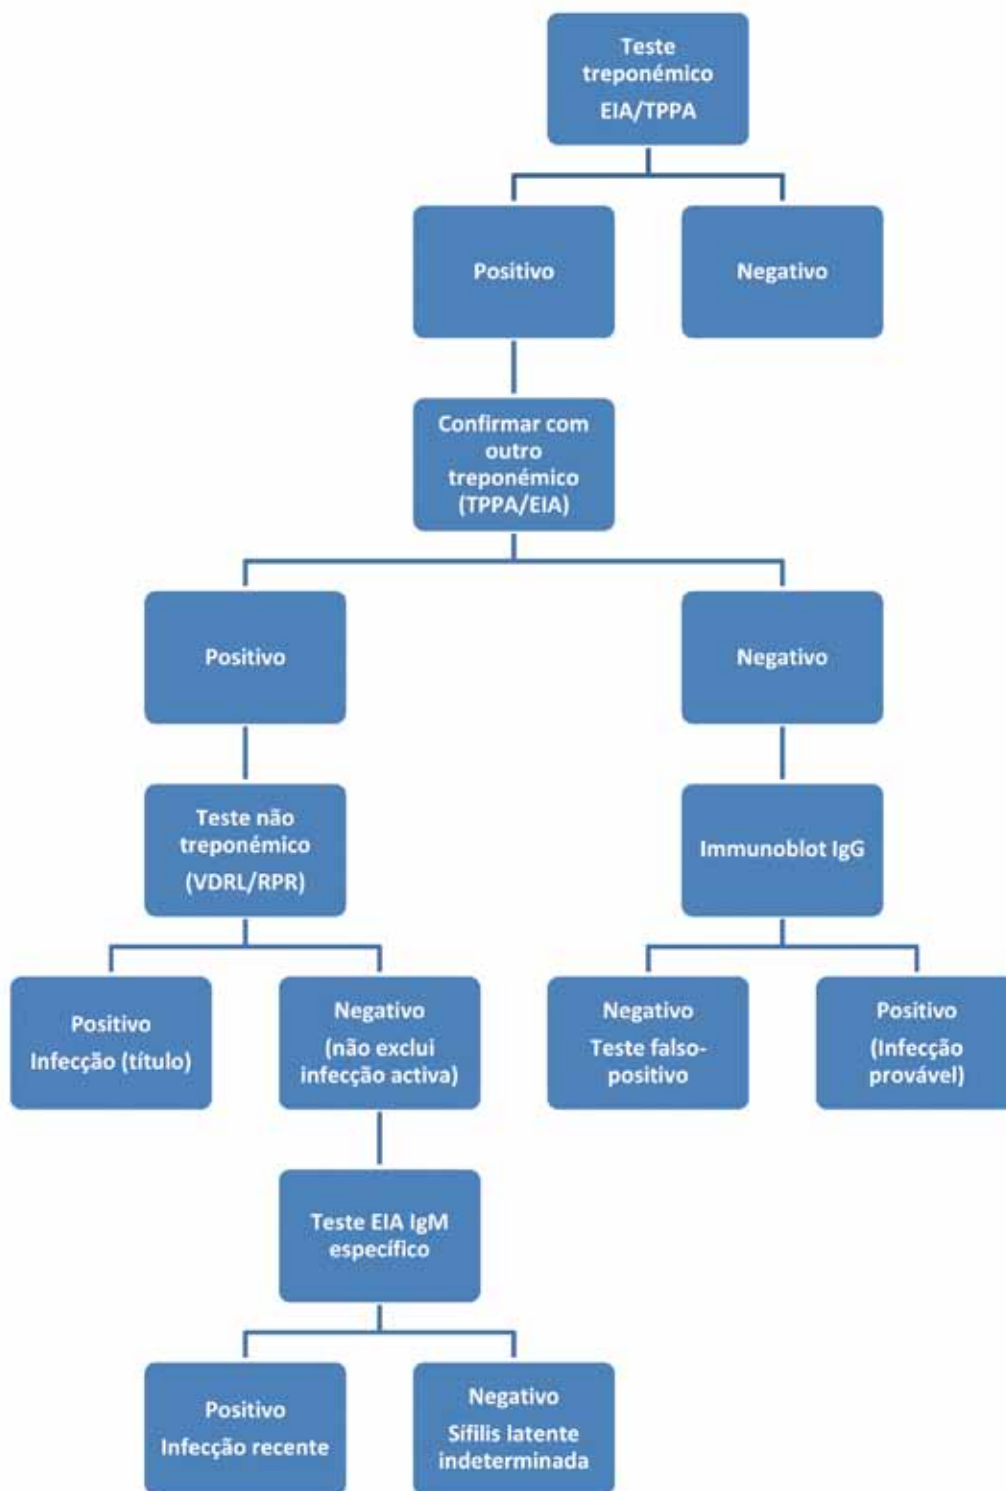 Teste
treponémico
EIA/TPPA
Positivo
Negativo
Confirmar com
outro
treponémico
(TPPA/EIA)
Positivo
Negativo
Teste não
treponémico
(VDRL/RPR)
Immunoblot IgG
Positivo
Infecção (título)
Negativo
(não exclui
infecção activa)
Negativo
Teste falso-
positivo
Positivo
(Infecção
provável)
Teste EIA IgM
específico
Positivo
Infecção recente
Negativo
Sífilis latente
indeterminada